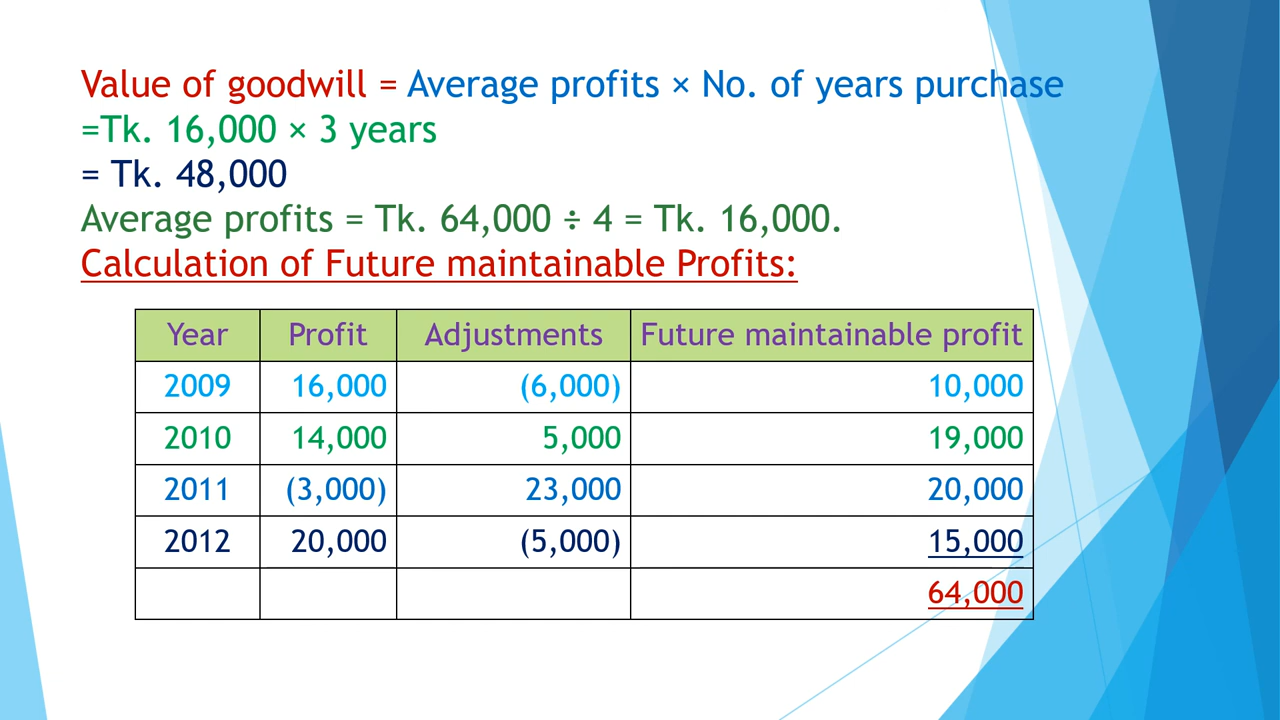 Value of goodwill = Average profits × No. of years purchase
=Tk. 16,000 × 3 years
= Tk. 48,000
Average profits = Tk. 64,000 ÷ 4 = Tk. 16,000.
Calculation of Future maintainable Profits:
Year Profit Adjustments Future maintainable profit
2009 16,000 (6,000) 10,000
2010 14,000 5,000 19,000
2011 (3,000) 23,000 20,000
2012 20,000 (5,000) 15,000
64,000